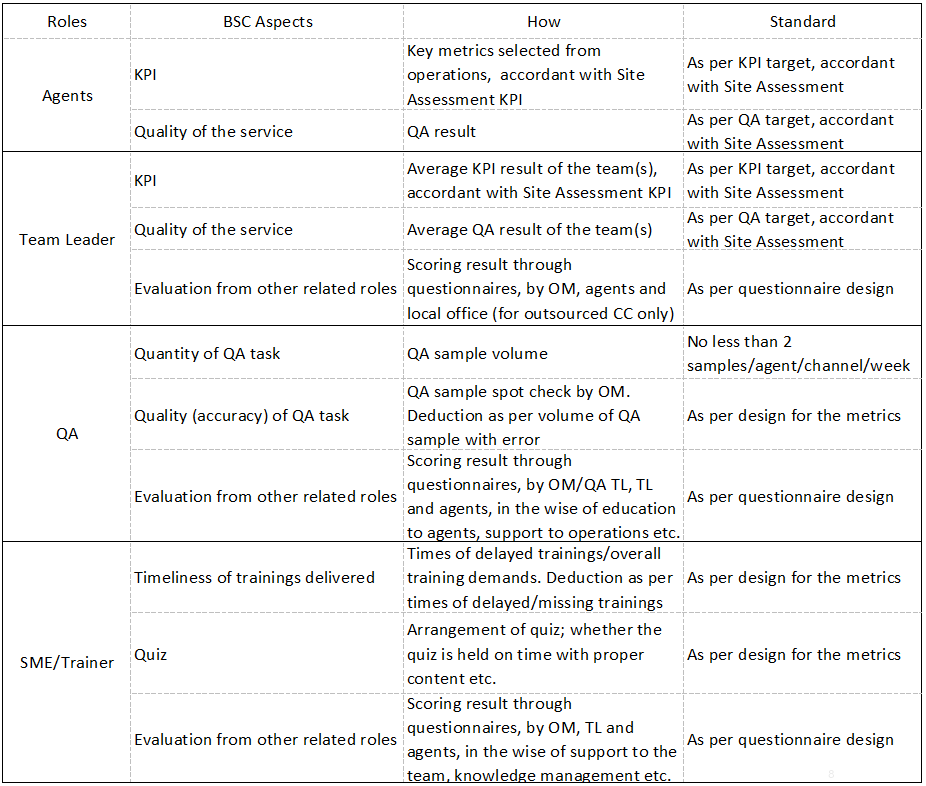 Roles
BSC Aspects
How
Standard
Agents
KPI
Key metrics selected from
operations,  accordant with Site
Assessment KPI
As per KPI target, accordant
with Site Assessment
Quality of the service
QA result
As per QA target, accordant
with Site Assessment
Team Leader
KPI
Average KPI result of the team(s),
accordant with Site Assessment KPI
As per KPI target, accordant
with Site Assessment
Quality of the service
Average QA result of the team(s)
As per QA target, accordant
with Site Assessment
Evaluation from other related roles
Scoring result through
questionnaires, by OM, agents and
local office (for outsourced CC only)
As per questionnaire design
QA
Quantity of QA task
QA sample volume
No less than 2
samples/agent/channel/week
Quality (accuracy) of QA task
QA sample spot check by OM.
Deduction as per volume of QA
sample with error
As per design for the metrics
Evaluation from other related roles
Scoring result through
questionnaires, by OM/QA TL, TL
and agents, in the wise of education
to agents, support to operations etc.
As per questionnaire design
SME/Trainer
Timeliness of trainings delivered
Times of delayed trainings/overall
training demands. Deduction as per
times of delayed/missing trainings
As per design for the metrics
Quiz
Arrangement of quiz; whether the
quiz is held on time with proper
content etc.
As per design for the metrics
Evaluation from other related roles
Scoring result through
questionnaires, by OM, TL and
agents, in the wise of support to the
team, knowledge management etc.
As per questionnaire design